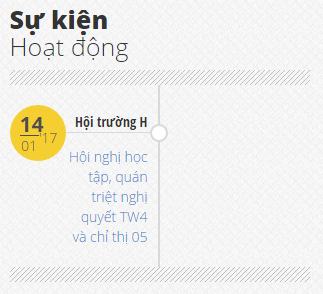 Sự kiện
Hoạt động
14
01 '17
Hội trường H
Hội nghị học
tập, quán
triệt nghị
quyết TW4
và chỉ thị 05